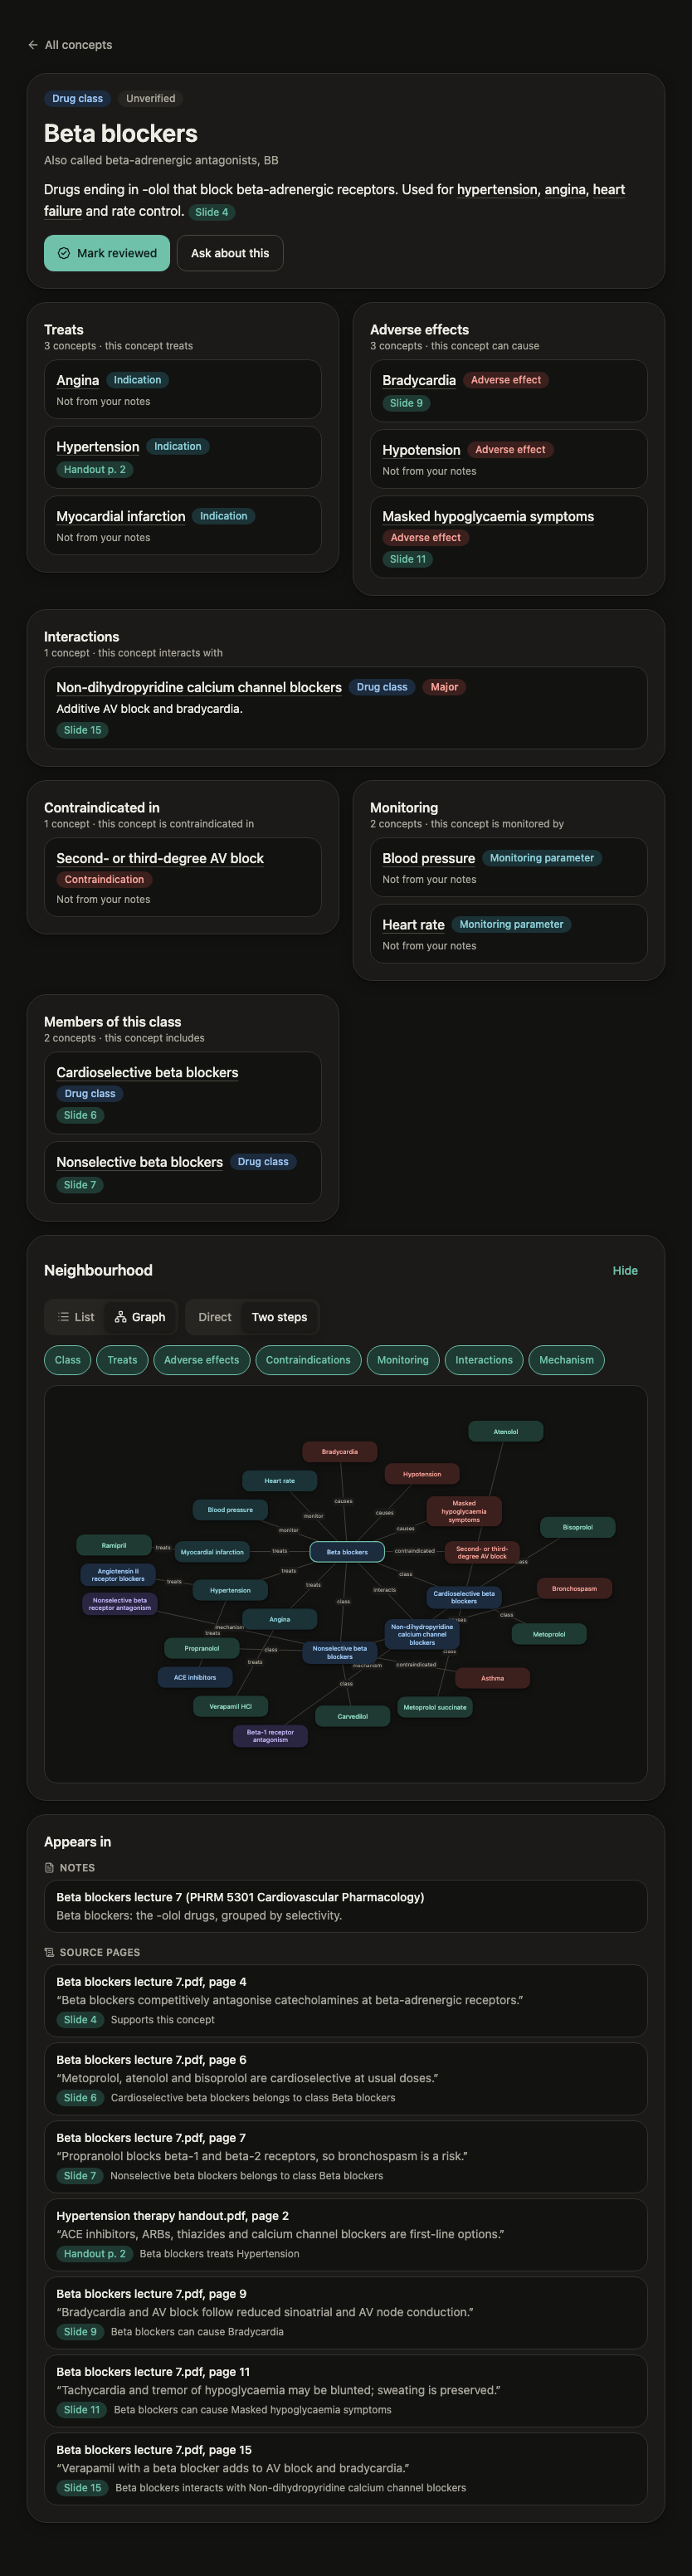 All concepts
Drug class
Unverified
Beta blockers
Also called beta-adrenergic antagonists, BB
Drugs ending in -olol that block beta-adrenergic receptors. Used for hypertension, angina, heart
failure and rate control. Slide 4
Mark reviewed
Ask about this
Treats
3 concepts · this concept treats
Angina Indication
Not from your notes
Hypertension Indication
Handout p. 2
Myocardial infarction Indication
Not from your notes
Adverse effects
3 concepts · this concept can cause
Bradycardia Adverse effect
Slide 9
Hypotension Adverse effect
Not from your notes
Masked hypoglycaemia symptoms
Adverse effect
Slide 11
Interactions
1 concept · this concept interacts with
Non-dihydropyridine calcium channel blockers Drug class Major
Additive AV block and bradycardia.
Slide 15
Contraindicated in
1 concept · this concept is contraindicated in
Second- or third-degree AV block
Contraindication
Not from your notes
Monitoring
2 concepts · this concept is monitored by
Blood pressure Monitoring parameter
Not from your notes
Heart rate Monitoring parameter
Not from your notes
Members of this class
2 concepts · this concept includes
Cardioselective beta blockers
Drug class
Slide 6
Nonselective beta blockers Drug class
Slide 7
Neighbourhood
Hide
List
Graph
Direct
Two steps
Class
Treats
Adverse effects
Contraindications
Monitoring
Interactions
Mechanism
Atenolol
Bradycardia
Hypotension
Heart rate
Masked
hypoglycaemia
symptoms
causes
Blood pressure
causes
monitor
Bisoprolol
causes
monitor
Ramipril
treats
Myocardial infarction
treats
Beta blockers
contraindicated
Second- or third-
degree AV block
Angiotensin II
receptor blockers
treats
treats
class
Hypertension
treats
interacts
Bronchospasm
Cardioselective beta
blockers
Nonselective beta
receptor antagonism
class
Angina
class
mechanism
treats
Non-dihydropyridine
calcium channel
blockers
Metoprolol
Propranolol
class
Nonselective beta
blockers
treats
mechanism
contraindicated
ACE inhibitors
class
Asthma
Verapamil HCl
Carvedilol
Metoprolol succinate
Beta-1 receptor
antagonism
Appears in
NOTES
Beta blockers lecture 7 (PHRM 5301 Cardiovascular Pharmacology)
Beta blockers: the -olol drugs, grouped by selectivity.
SOURCE PAGES
Beta blockers lecture 7.pdf, page 4
“Beta blockers competitively antagonise catecholamines at beta-adrenergic receptors.”
Slide 4 Supports this concept
Beta blockers lecture 7.pdf, page 6
“Metoprolol, atenolol and bisoprolol are cardioselective at usual doses.”
Slide 6 Cardioselective beta blockers belongs to class Beta blockers
Beta blockers lecture 7.pdf, page 7
“Propranolol blocks beta-1 and beta-2 receptors, so bronchospasm is a risk.”
Slide 7 Nonselective beta blockers belongs to class Beta blockers
Hypertension therapy handout.pdf, page 2
“ACE inhibitors, ARBs, thiazides and calcium channel blockers are first-line options.”
Handout p. 2 Beta blockers treats Hypertension
Beta blockers lecture 7.pdf, page 9
“Bradycardia and AV block follow reduced sinoatrial and AV node conduction.”
Slide 9 Beta blockers can cause Bradycardia
Beta blockers lecture 7.pdf, page 11
“Tachycardia and tremor of hypoglycaemia may be blunted; sweating is preserved.”
Slide 11 Beta blockers can cause Masked hypoglycaemia symptoms
Beta blockers lecture 7.pdf, page 15
“Verapamil with a beta blocker adds to AV block and bradycardia.”
Slide 15 Beta blockers interacts with Non-dihydropyridine calcium channel blockers